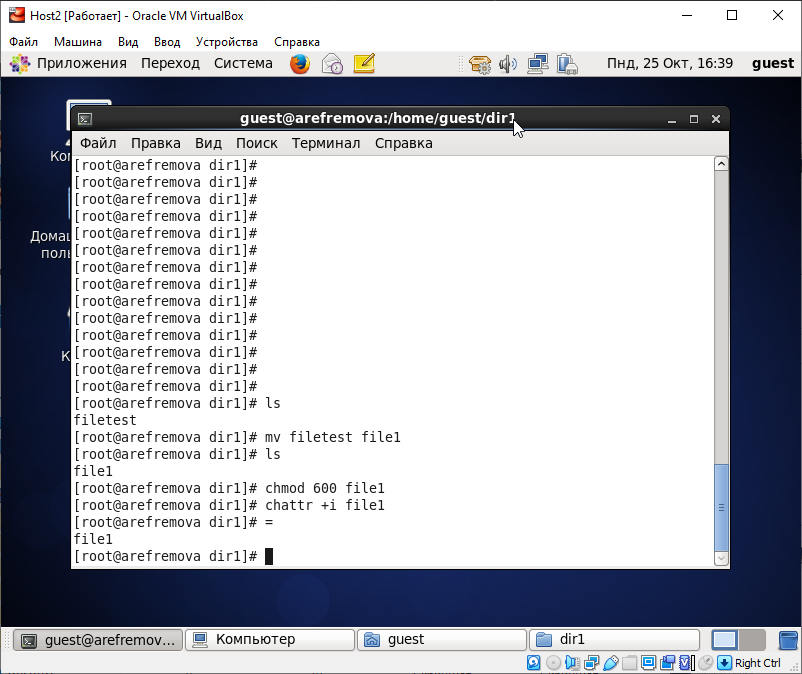 Host2 [Работает] - Oracle VM VirtualBox
Файл Машина Вид Ввод Устройства Справка
Приложения Переход Система Пнд, 25 Окт, 16:39 guest
guest@arefremova:/home/guest/dir1
Файл Правка Вид Поиск Терминал Справка
[root@arefremova dir1]#
[root@arefremova dir1]#
[root@arefremova dir1]#
[root@arefremova dir1]#
[root@arefremova dir1]#
[root@arefremova dir1]#
[root@arefremova dir1]#
[root@arefremova dir1]#
[root@arefremova dir1]#
[root@arefremova dir1]#
[root@arefremova dir1]#
[root@arefremova dir1]#
[root@arefremova dir1]#
[root@arefremova dir1]#
[root@arefremova dir1]# ls
filetest
[root@arefremova dir1]# mv filetest file1
[root@arefremova dir1]# ls
file1
[root@arefremova dir1]# chmod 600 file1
[root@arefremova dir1]# chattr +i file1
[root@arefremova dir1]# =
file1
[root@arefremova dir1]#
guest@arefremov... Компьютер guest dir1
Right Ctrl